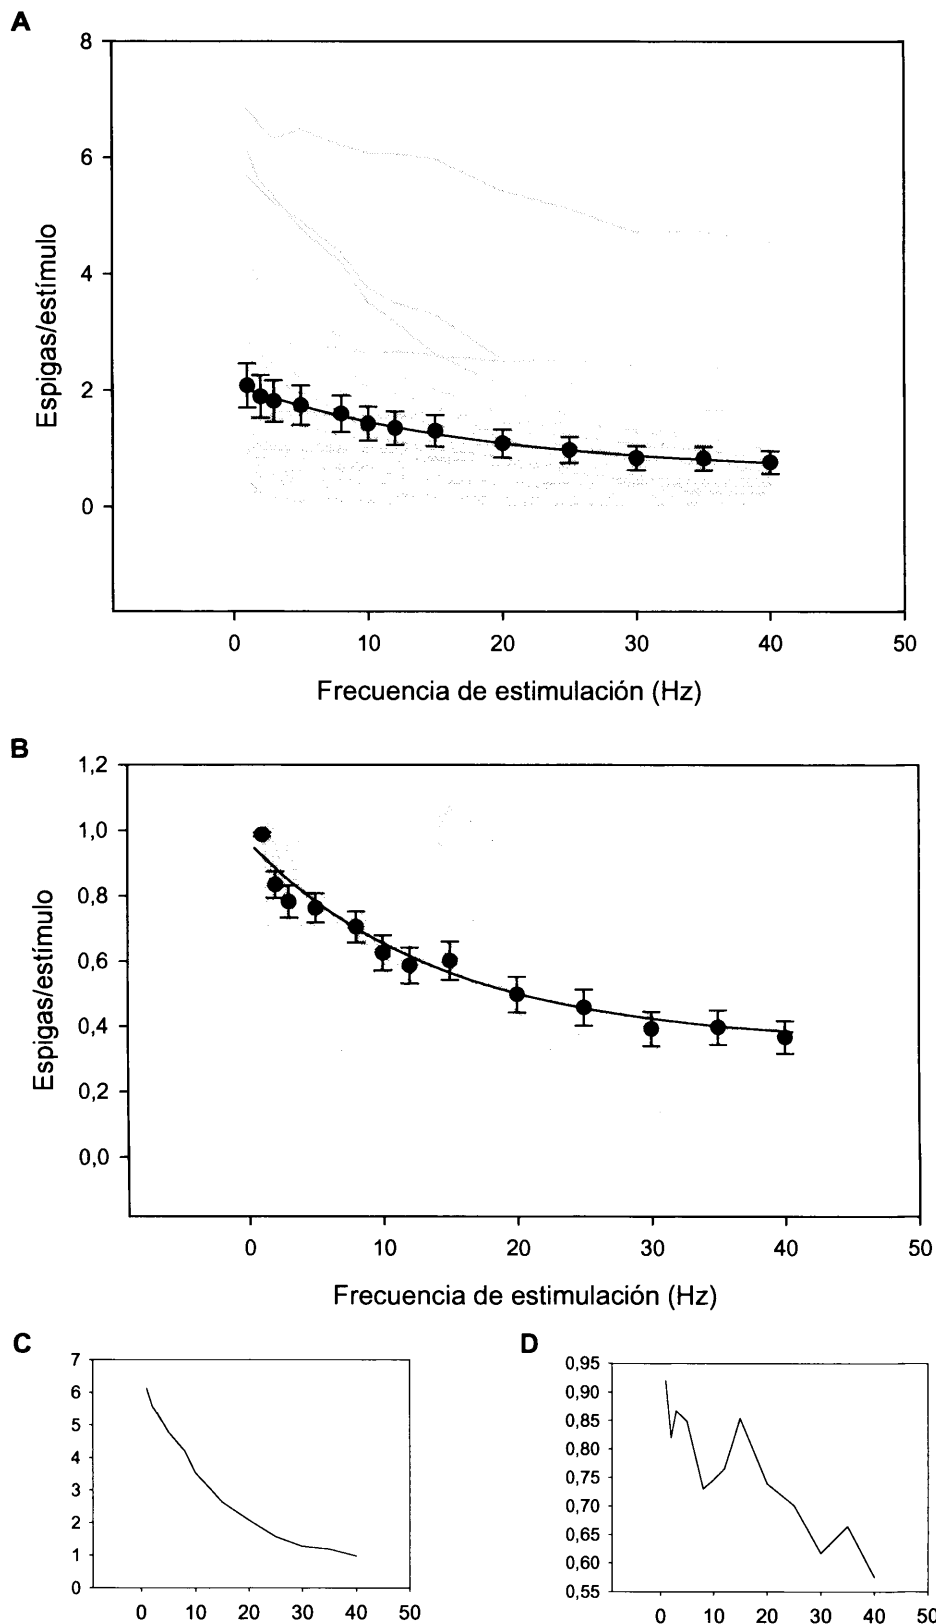 A
8
6
4
2
0
Espigas/estímulo
0 10 20 30 40 50
Frecuencia de estimulación (Hz)
B
1,2
1,0
0,8
0,6
0,4
0,2
0,0
Espigas/estímulo
0 10 20 30 40 50
Frecuencia de estimulación (Hz)
C
7
6
5
4
3
2
1
0
0 10 20 30 40 50
D
0,95
0,90
0,85
0,80
0,75
0,70
0,65
0,60
0,55
0 10 20 30 40 50